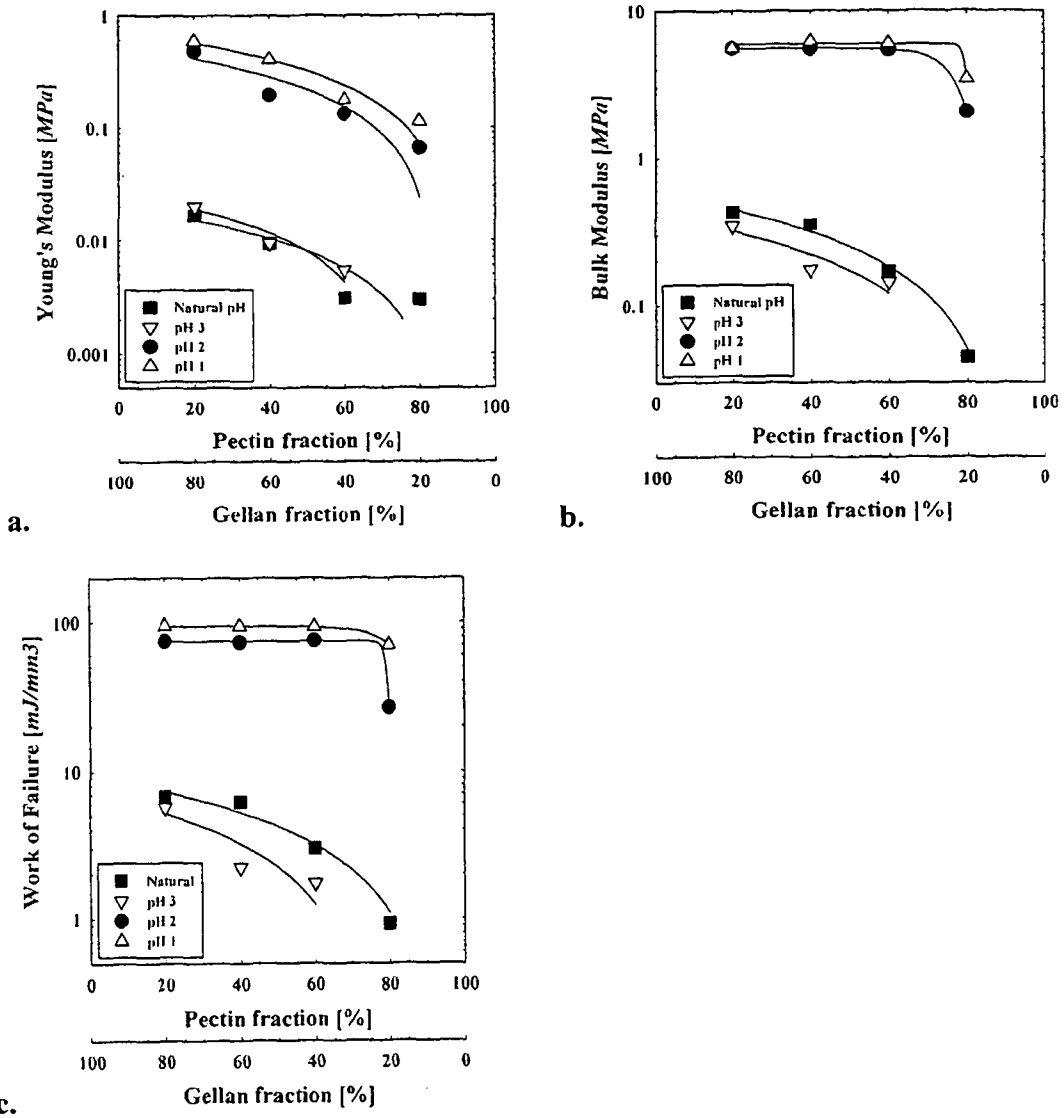 1
0.1
0.01
0.001
Young's Modulus [MPa]
Natural pH
pH 3
pH 2
pH 1
0 20 40 60 80 100
Pectin fraction [%]
100 80 60 40 20 0
Gellan fraction [%]
a.
10
1
0.1
Bulk Modulus [MPa]
Natural pH
pH 3
pH 2
pH 1
0 20 40 60 80 100
Pectin fraction [%]
100 80 60 40 20 0
Gellan fraction [%]
b.
100
10
1
Work of Failure [mJ/mm3]
Natural
pH 3
pH 2
pH 1
0 20 40 60 80 100
Pectin fraction [%]
100 80 60 40 20 0
Gellan fraction [%]
c.